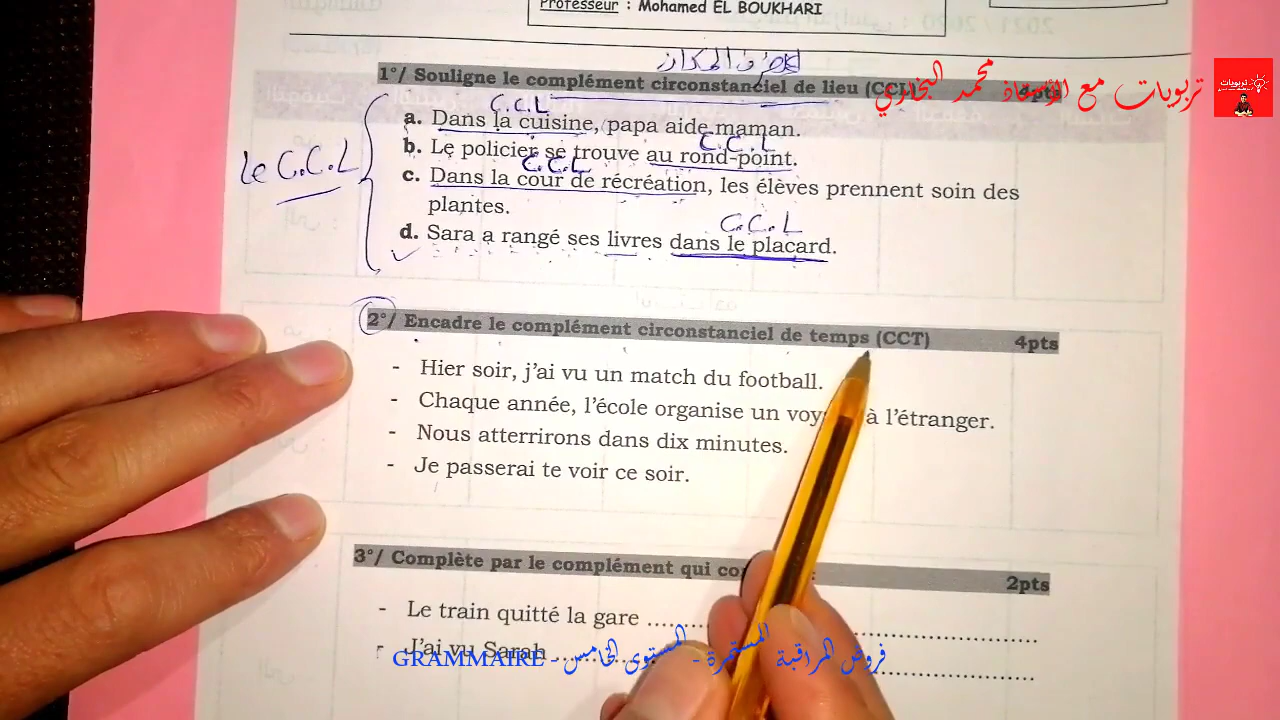 Professeur : Mohamed EL BOUKHARI
ظرف المكان
1°/ Souligne le complément circonstanciel de lieu (CCL) 4pts
تربويات مع الأستاذ محمد البخاري
تربويات
C.C.L
a. Dans la cuisine, papa aide maman.
C.C.L
b. Le policier se trouve au rond-point.
le C.C.L
C.C.L
c. Dans la cour de récréation, les élèves prennent soin des
plantes.
C.C.L
d. Sara a rangé ses livres dans le placard.
2°/ Encadre le complément circonstanciel de temps (CCT) 4pts
- Hier soir, j'ai vu un match du football.
- Chaque année, l'école organise un voy à l'étranger.
- Nous atterrirons dans dix minutes.
- Je passerai te voir ce soir.
3°/ Complète par le complément qui co : 2pts
- Le train quitté la gare ..............
- J'ai vu Sarah ..............
فروض المراقبة المستمرة - المستوى الخامس - GRAMMAIRE